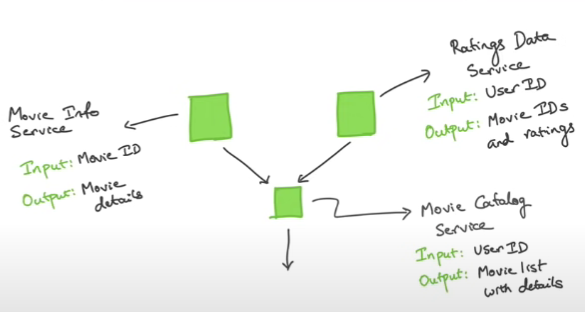 Movie Info
Service
Input: Movie ID
Output: Movie
details
Ratings Data
Service
Input: User ID
Output: Movie IDs
and ratings
Movie Catalog
Service
Input: User ID
Output: Movie list
with details